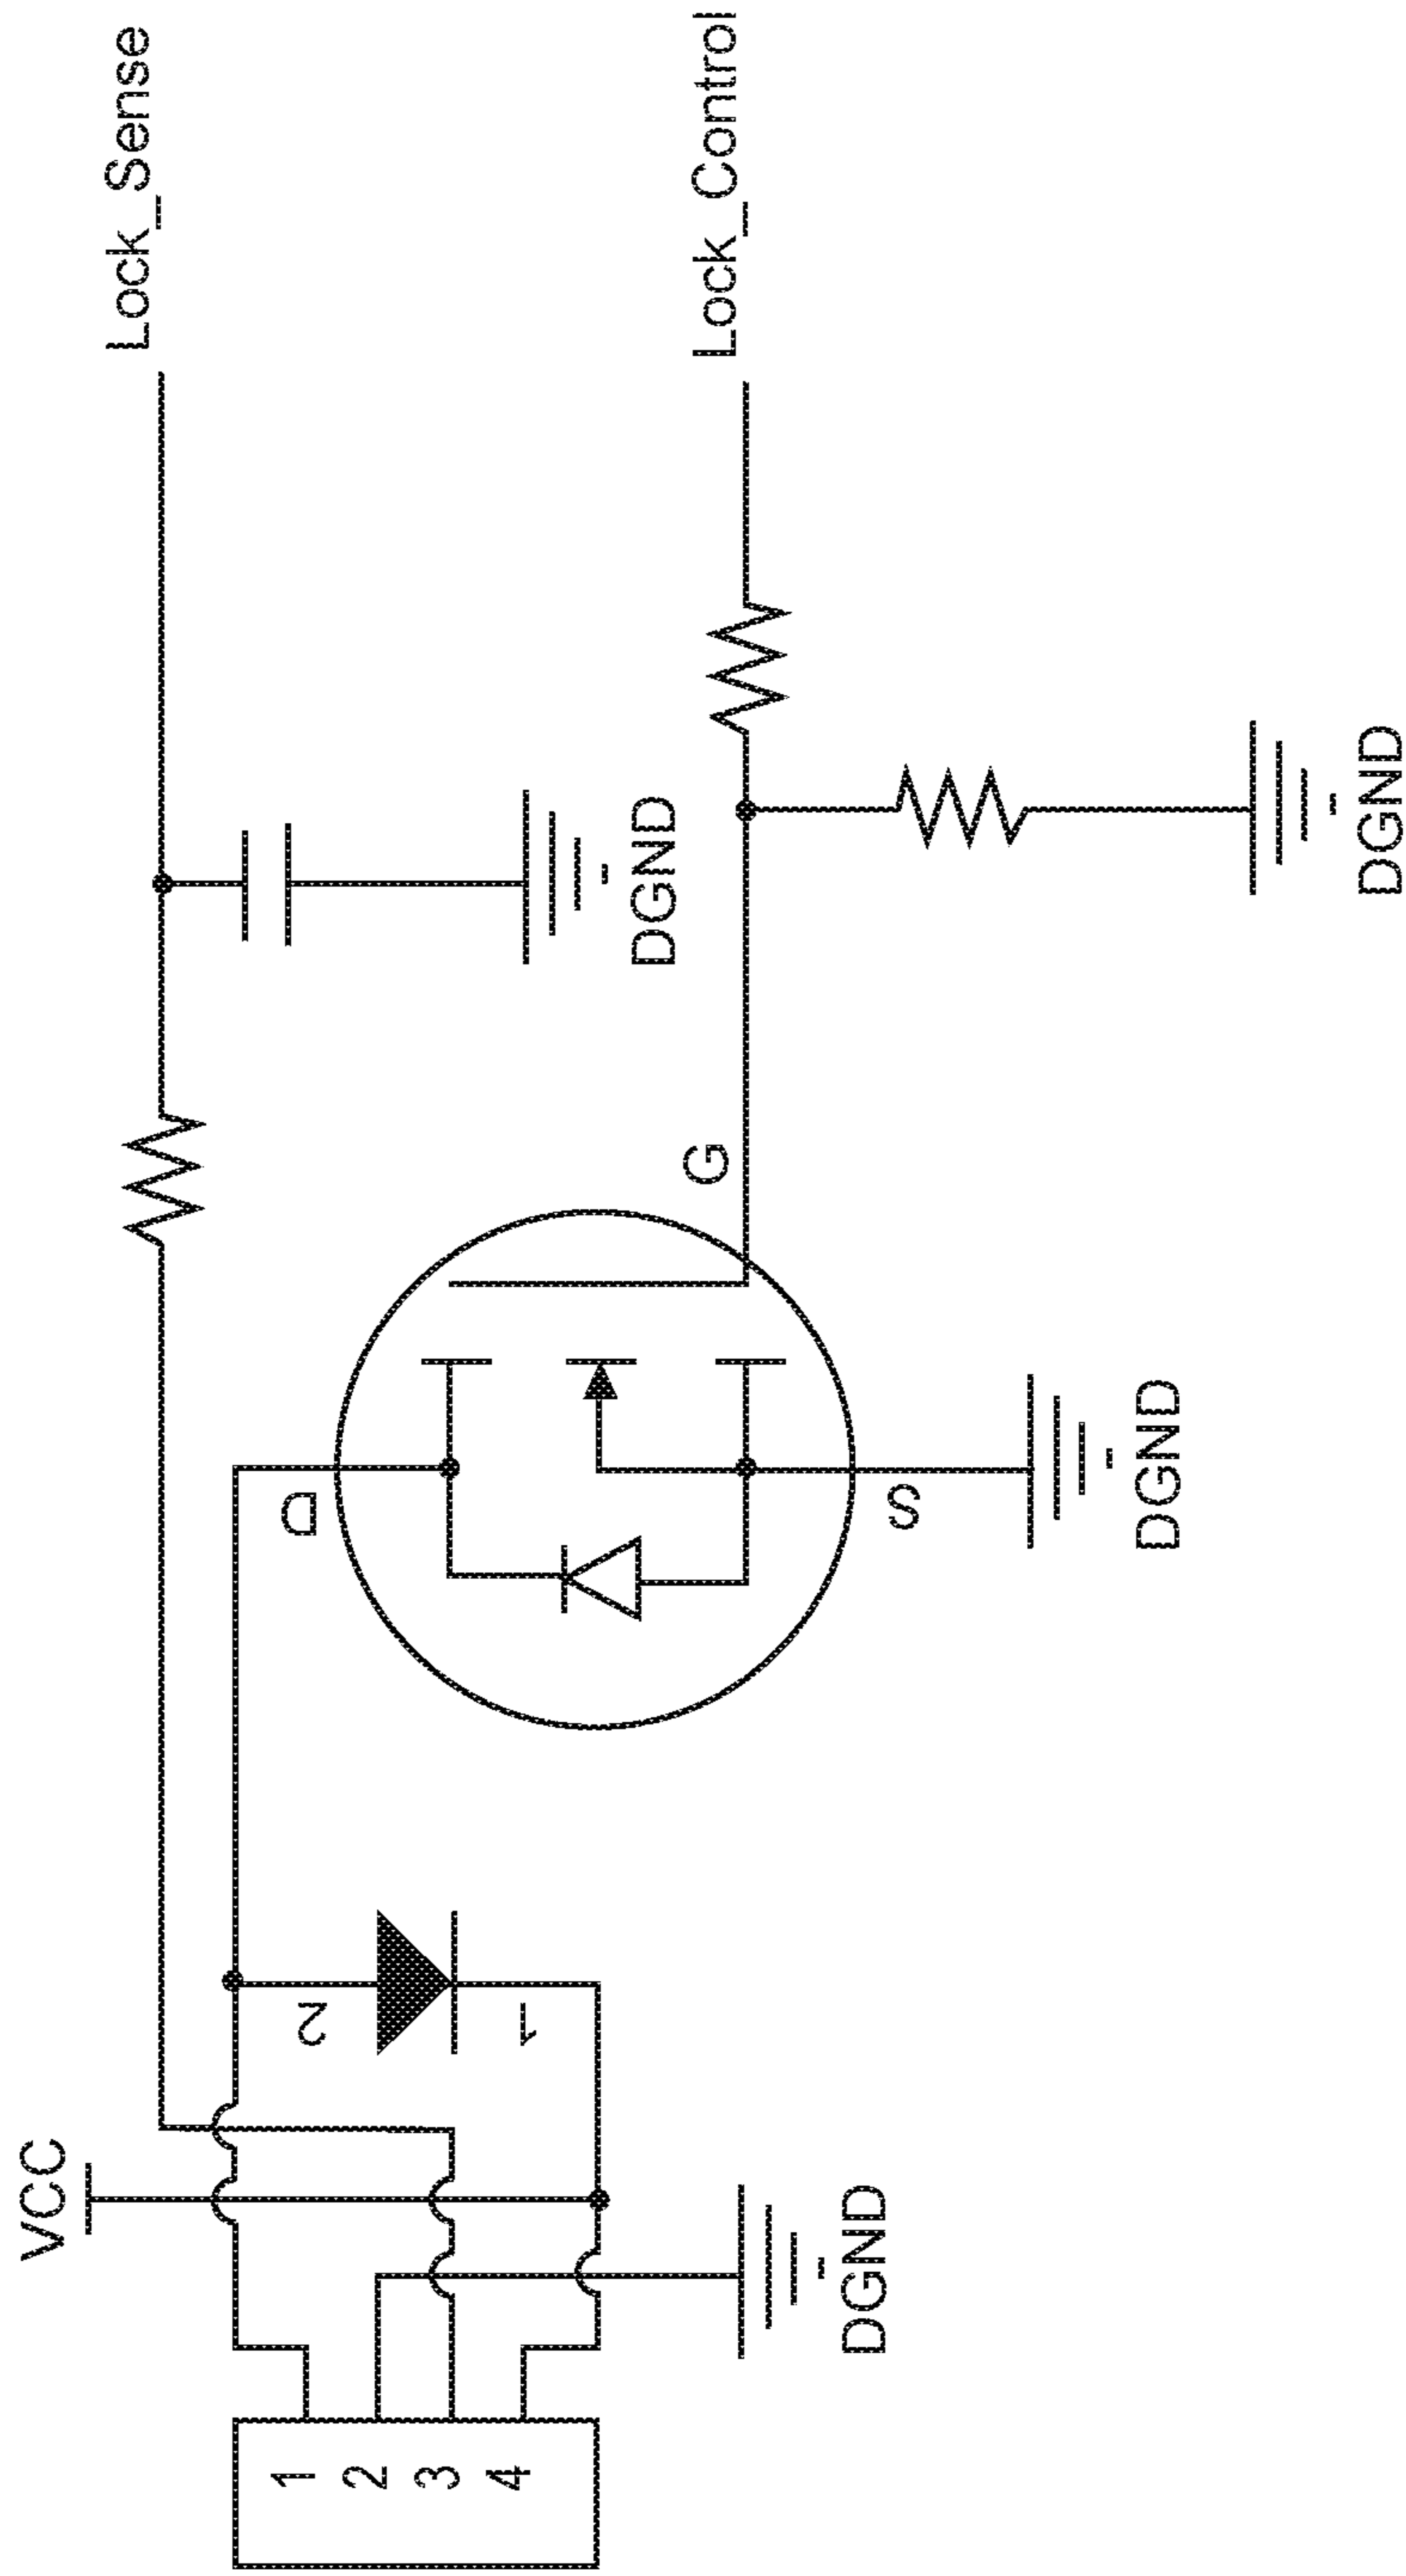 VCC
Lock_Sense
1
2
3
4
2
1
D
G
S
DGND
Lock_Control
DGND
DGND
DGND